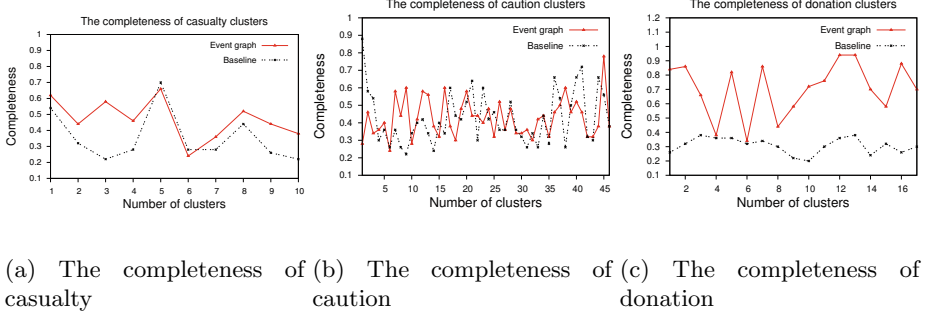 The completeness of casualty clusters
Completeness
1
0.9
0.8
0.7
0.6
0.5
0.4
0.3
0.2
0.1
Event graph
Baseline
1 2 3 4 5 6 7 8 9 10
Number of clusters
The completeness of caution clusters
Completeness
1
0.9
0.8
0.7
0.6
0.5
0.4
0.3
0.2
0.1
Event graph
Baseline
5 10 15 20 25 30 35 40 45
Number of clusters
The completeness of donation clusters
Completeness
1.2
1.1
1
0.9
0.8
0.7
0.6
0.5
0.4
0.3
0.2
0.1
Event graph
Baseline
2 4 6 8 10 12 14 16
Number of clusters
(a) The completeness of
casualty
(b) The completeness of
caution
(c) The completeness of
donation